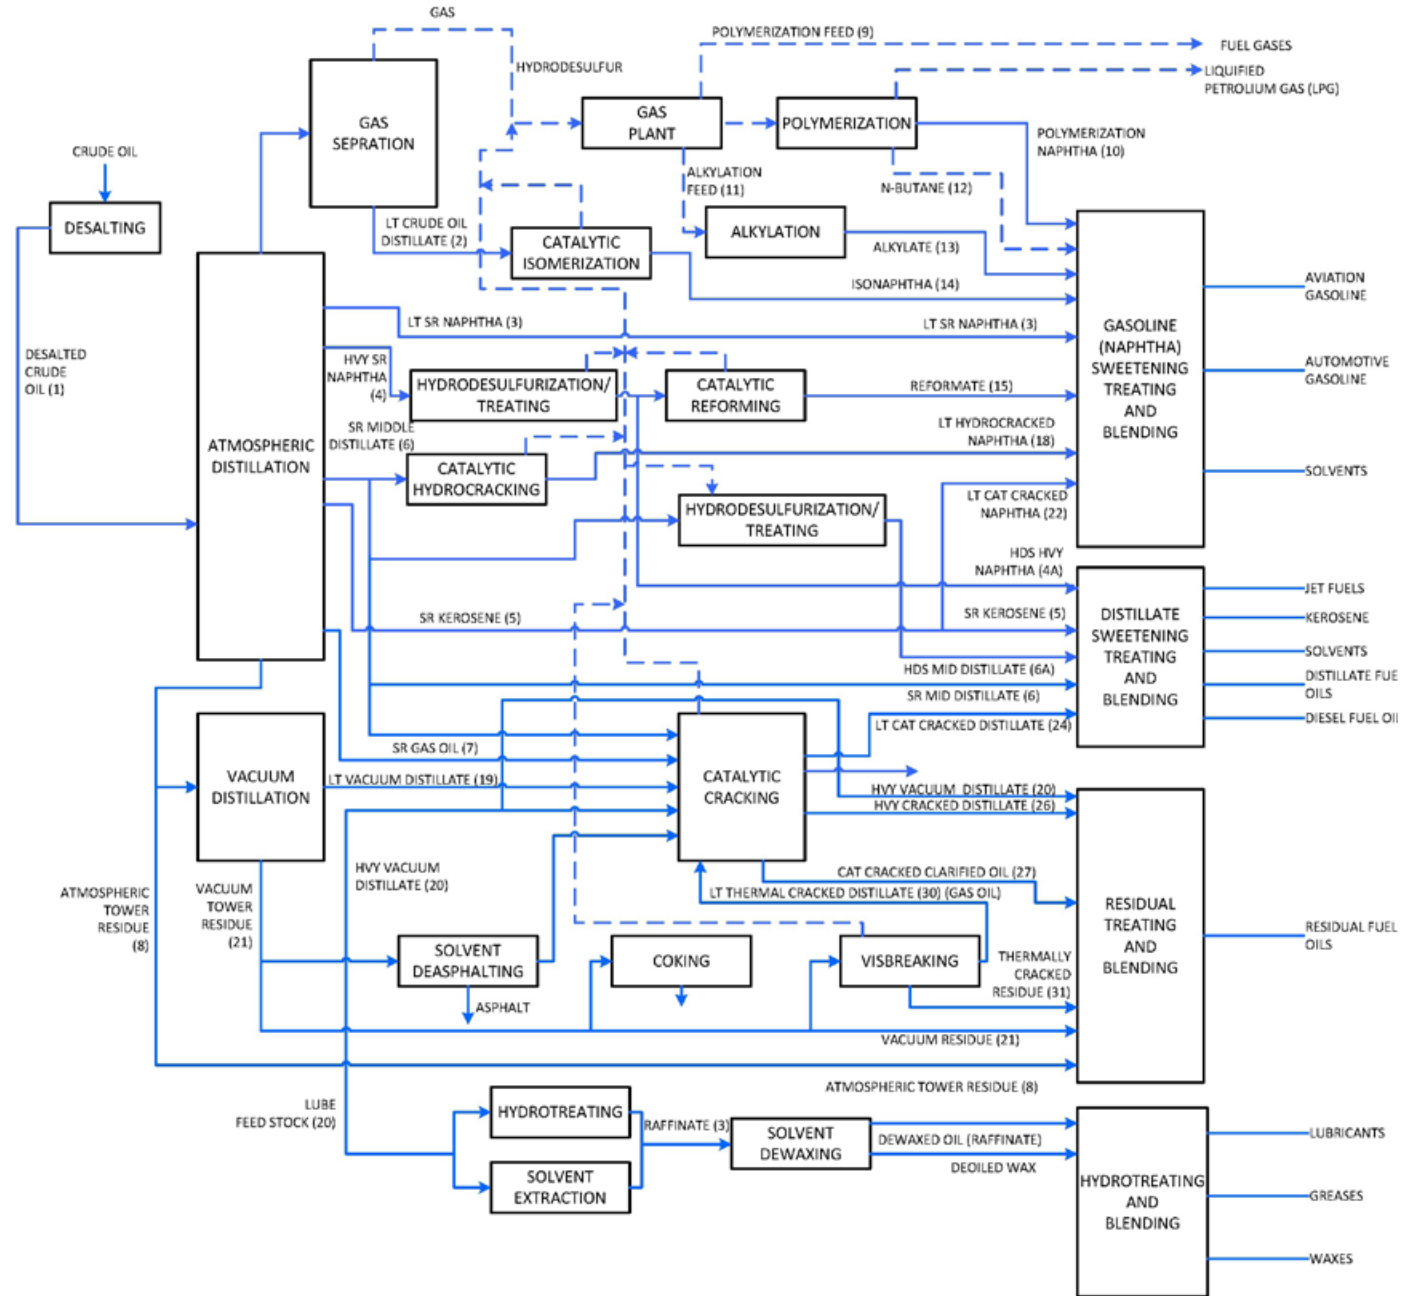 GAS
POLYMERIZATION FEED (9)
FUEL GASES
HYDRODESULFUR
LIQUIFIED
PETROLIUM GAS (LPG)
GAS
SEPRATION
GAS
PLANT
POLYMERIZATION
POLYMERIZATION
NAPHTHA (10)
CRUDE OIL
DESALTING
ALKYLATION
FEED (11)
N-BUTANE (12)
LT CRUDE OIL
DISTILLATE (2)
CATALYTIC
ISOMERIZATION
ALKYLATION
ALKYLATE (13)
ISONAPHTHA (14)
AVIATION
GASOLINE
LT SR NAPHTHA (3)
LT SR NAPHTHA (3)
GASOLINE
(NAPHTHA)
SWEETENING
TREATING
AND
BLENDING
DESALTED
CRUDE
OIL (1)
HVY SR
NAPHTHA
(4)
HYDRODESULFURIZATION/
TREATING
CATALYTIC
REFORMING
REFORMATE (15)
AUTOMOTIVE
GASOLINE
ATMOSPHERIC
DISTILLATION
SR MIDDLE
DISTILLATE (6)
CATALYTIC
HYDROCRACKING
LT HYDROCRACKED
NAPHTHA (18)
SOLVENTS
HYDRODESULFURIZATION/
TREATING
LT CAT CRACKED
NAPHTHA (22)
HDS HVY
NAPHTHA (4A)
JET FUELS
SR KEROSENE (5)
SR KEROSENE (5)
DISTILLATE
SWEETENING
TREATING
AND
BLENDING
KEROSENE
SOLVENTS
HDS MID DISTILLATE (6A)
SR MID DISTILLATE (6)
DISTILLATE FUE
OILS
LT CAT CRACKED DISTILLATE (24)
DIESEL FUEL OII
SR GAS OIL (7)
VACUUM
DISTILLATION
LT VACUUM DISTILLATE (19)
CATALYTIC
CRACKING
HVY VACUUM DISTILLATE (20)
HVY CRACKED DISTILLATE (26)
HVY VACUUM
DISTILLATE (20)
CAT CRACKED CLARIFIED OIL (27)
LT THERMAL CRACKED DISTILLATE (30) (GAS OIL)
ATMOSPHERIC
TOWER
RESIDUE
(8)
VACUUM
TOWER
RESIDUE
(21)
RESIDUAL
TREATING
AND
BLENDING
RESIDUAL FUEL
OILS
SOLVENT
DEASPHALTING
COKING
VISBREAKING
THERMALLY
CRACKED
RESIDUE (31)
ASPHALT
VACUUM RESIDUE (21)
ATMOSPHERIC TOWER RESIDUE (8)
LUBE
FEED STOCK (20)
HYDROTREATING
RAFFINATE (3)
SOLVENT
DEWAXING
DEWAXED OIL (RAFFINATE)
DEOILED WAX
SOLVENT
EXTRACTION
HYDROTREATING
AND
BLENDING
LUBRICANTS
GREASES
WAXES